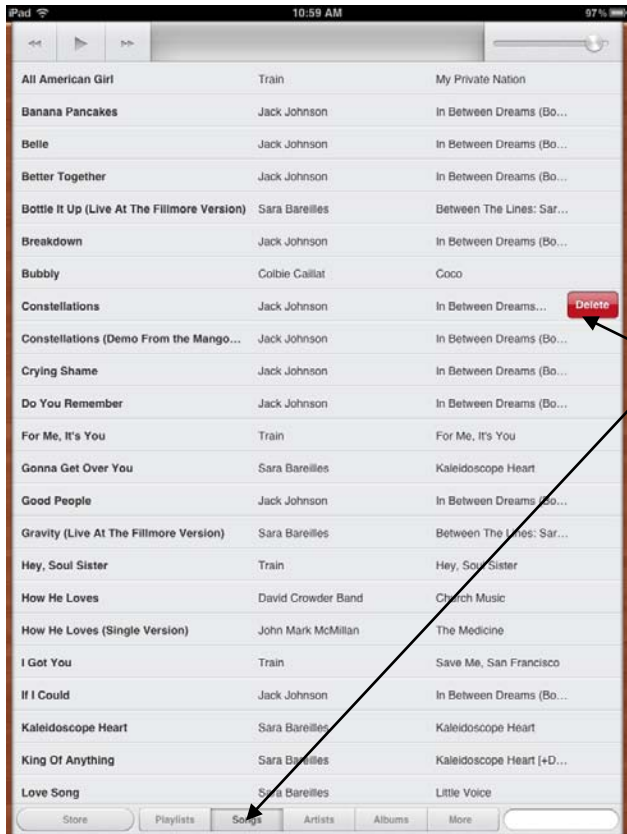 iPad 10:59 AM 97%
All American Girl Train My Private Nation
Banana Pancakes Jack Johnson In Between Dreams (Bo...
Belle Jack Johnson In Between Dreams (Bo...
Better Together Jack Johnson In Between Dreams (Bo...
Bottle It Up (Live At The Fillmore Version) Sara Bareilles Between The Lines: Sar...
Breakdown Jack Johnson In Between Dreams (Bo...
Bubbly Colbie Caillat Coco
Constellations Jack Johnson In Between Dreams... Delete
Constellations (Demo From the Mango... Jack Johnson In Between Dreams (Bo...
Crying Shame Jack Johnson In Between Dreams (Bo...
Do You Remember Jack Johnson In Between Dreams (Bo...
For Me, It's You Train For Me, It's You
Gonna Get Over You Sara Bareilles Kaleidoscope Heart
Good People Jack Johnson In Between Dreams (Bo...
Gravity (Live At The Fillmore Version) Sara Bareilles Between The Lines: Sar...
Hey, Soul Sister Train Hey, Soul Sister
How He Loves David Crowder Band Church Music
How He Loves (Single Version) John Mark McMillan The Medicine
I Got You Train Save Me, San Francisco
If I Could Jack Johnson In Between Dreams (Bo...
Kaleidoscope Heart Sara Bareilles Kaleidoscope Heart
King Of Anything Sara Bareilles Kaleidoscope Heart [+D...
Love Song Sara Bareilles Little Voice
Store Playlists Songs Artists Albums More